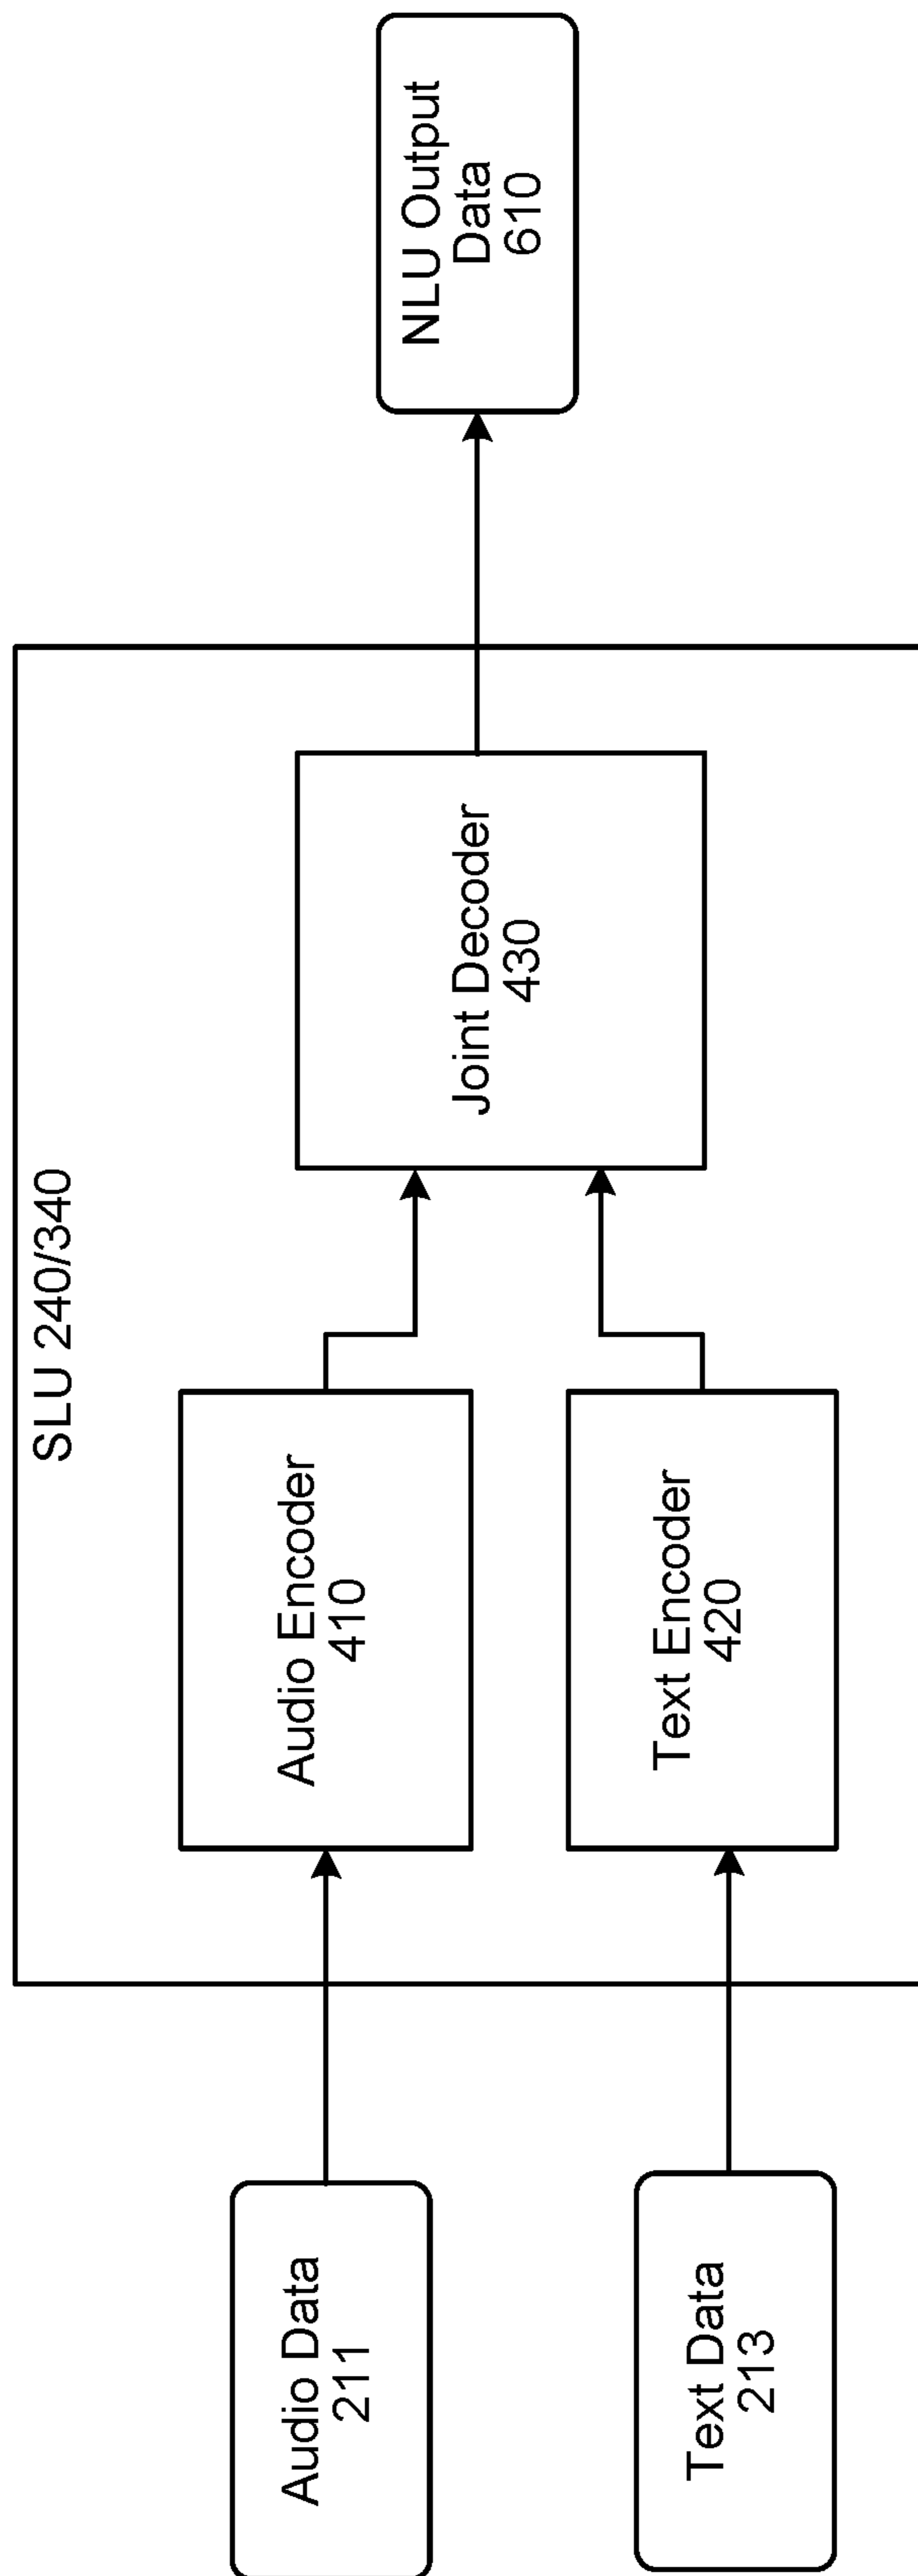 SLU 240/340
Audio Data
211
Audio Encoder
410
Joint Decoder
430
NLU Output
Data
610
Text Data
213
Text Encoder
420